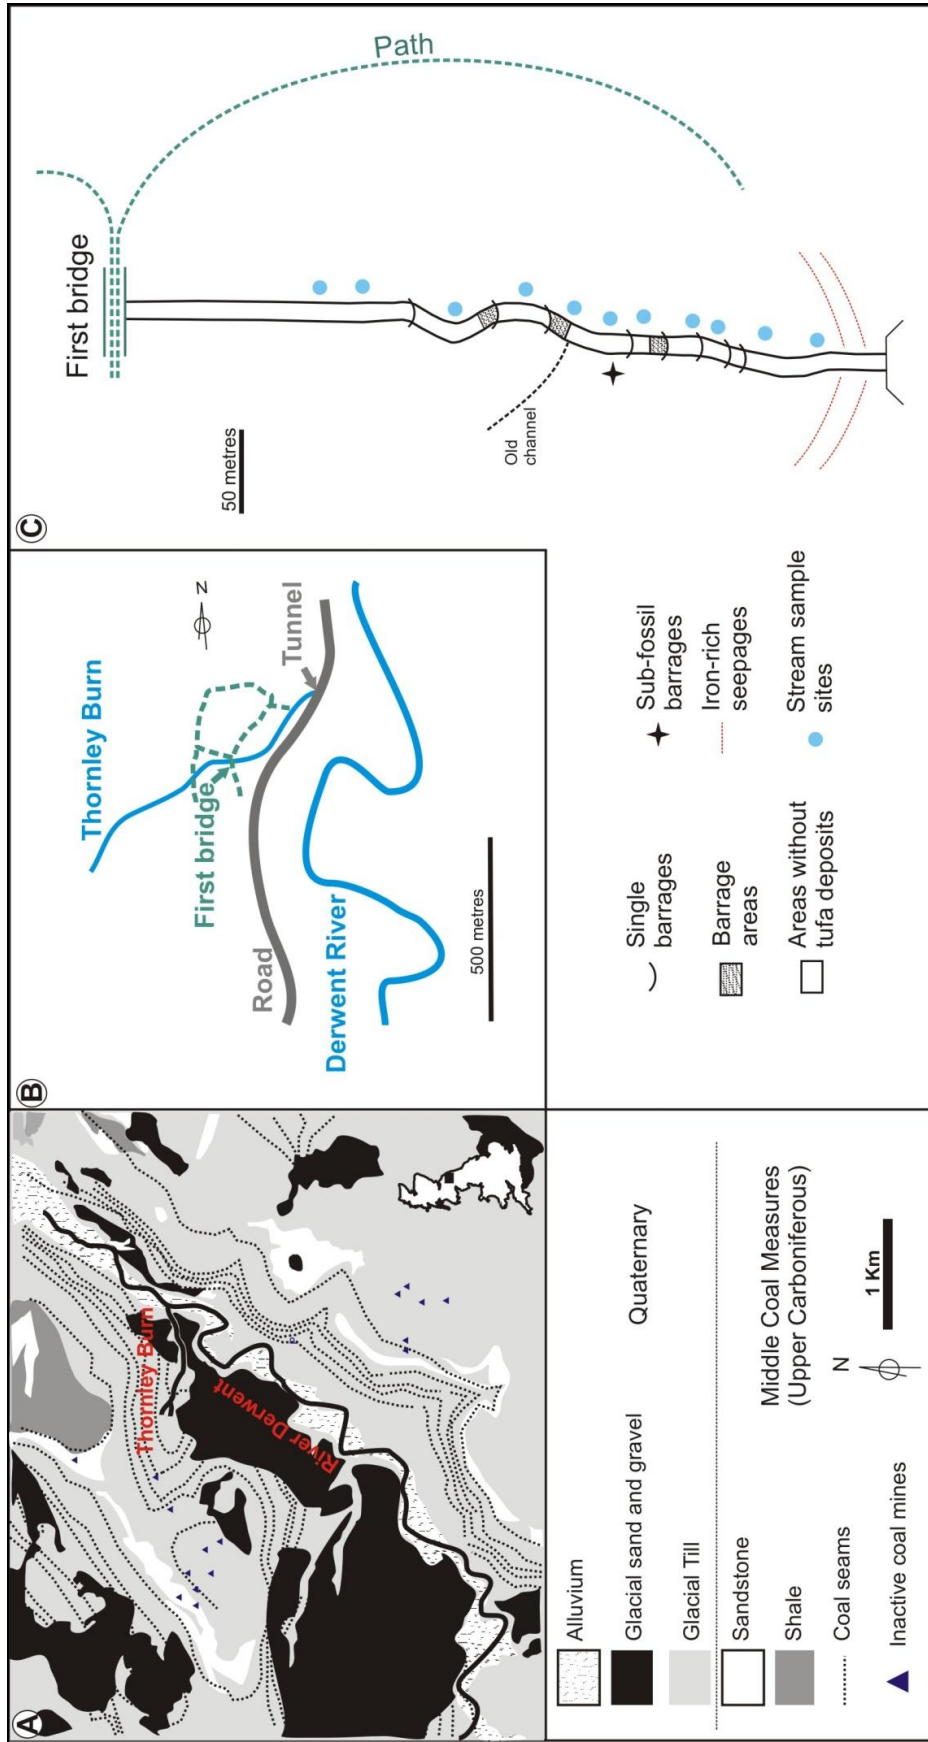 A
Thornley Burn
River Derwent
Alluvium
Glacial sand and gravel
Glacial Till
Quaternary
Sandstone
Shale
Middle Coal Measures
(Upper Carboniferous)
Coal seams
Inactive coal mines
N
1 Km
B
Thornley Burn
First bridge
Road
Tunnel
Derwent River
N
500 metres
C
First bridge
Path
50 metres
Old
channel
Single
barrages
Barrage
areas
Areas without
tufa deposits
Sub-fossil
barrages
Iron-rich
seepages
Stream sample
sites